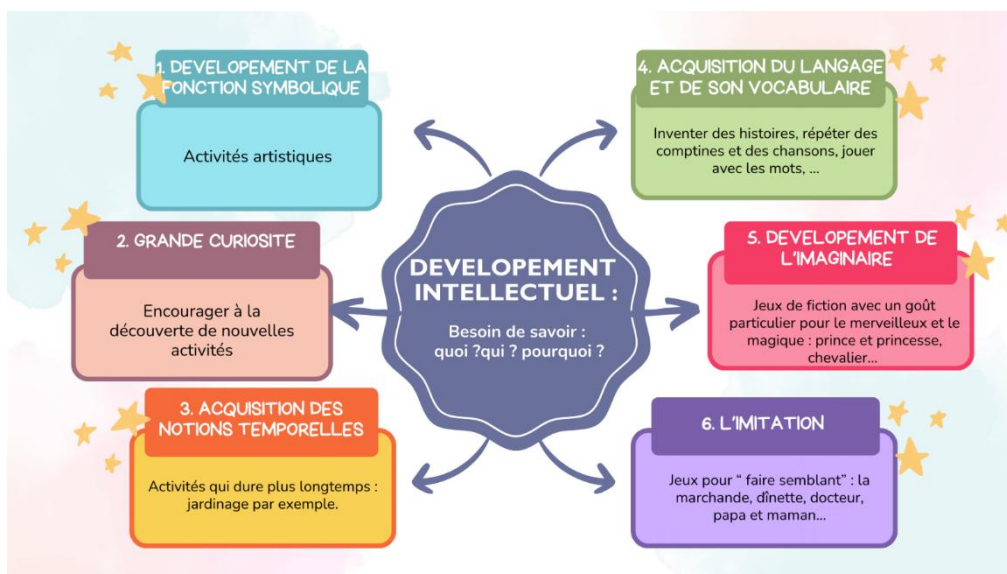 1. DEVELOPEMENT DE LA
FONCTION SYMBOLIQUE
Activités artistiques
2. GRANDE CURIOSITE
Encourager à la
découverte de nouvelles
activités
3. ACQUISITION DES
NOTIONS TEMPORELLES
Activités qui dure plus longtemps :
jardinage par exemple.
DEVELOPEMENT
INTELLECTUEL :
Besoin de savoir :
quoi ?qui ? pourquoi ?
4. ACQUISITION DU LANGAGE
ET DE SON VOCABULAIRE
Inventer des histoires, répéter des
comptines et des chansons, jouer
avec les mots, ...
5. DEVELOPEMENT DE
L'IMAGINAIRE
Jeux de fiction avec un goût
particulier pour le merveilleux et le
magique : prince et princesse,
chevalier...
6. L'IMITATION
Jeux pour “ faire semblant” : la
marchande, dînette, docteur,
papa et maman...